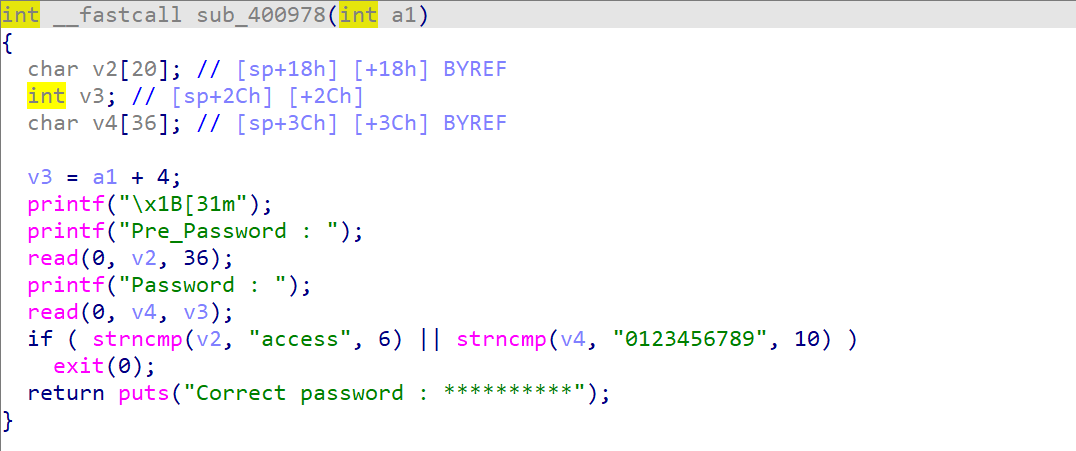 int __fastcall sub_400978(int a1)
{
  char v2[20]; // [sp+18h] [+18h] BYREF
  int v3; // [sp+2Ch] [+2Ch]
  char v4[36]; // [sp+3Ch] [+3Ch] BYREF

  v3 = a1 + 4;
  printf("\x1B[31m");
  printf("Pre_Password : ");
  read(0, v2, 36);
  printf("Password : ");
  read(0, v4, v3);
  if ( strncmp(v2, "access", 6) || strncmp(v4, "0123456789", 10) )
    exit(0);
  return puts("Correct password : **********");
}